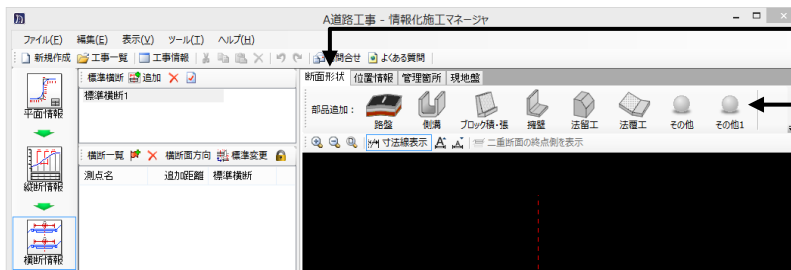 A道路工事 - 情報化施工マネージャ
ファイル(F) 編集(E) 表示(V) ツール(T) ヘルプ(H)
新規作成 工事一覧 工事情報 問合せ よくある質問
平面情報
縦断情報
横断情報
標準横断 追加
標準横断1
横断一覧 横断面方向 標準変更
測点名 追加距離 標準横断
断面形状 位置情報 管理箇所 現地盤
部品追加: 路盤 側溝 ブロック積・張 擁壁 法留工 法覆工 その他 その他1
寸法線表示 A A 二重断面の終点側を表示